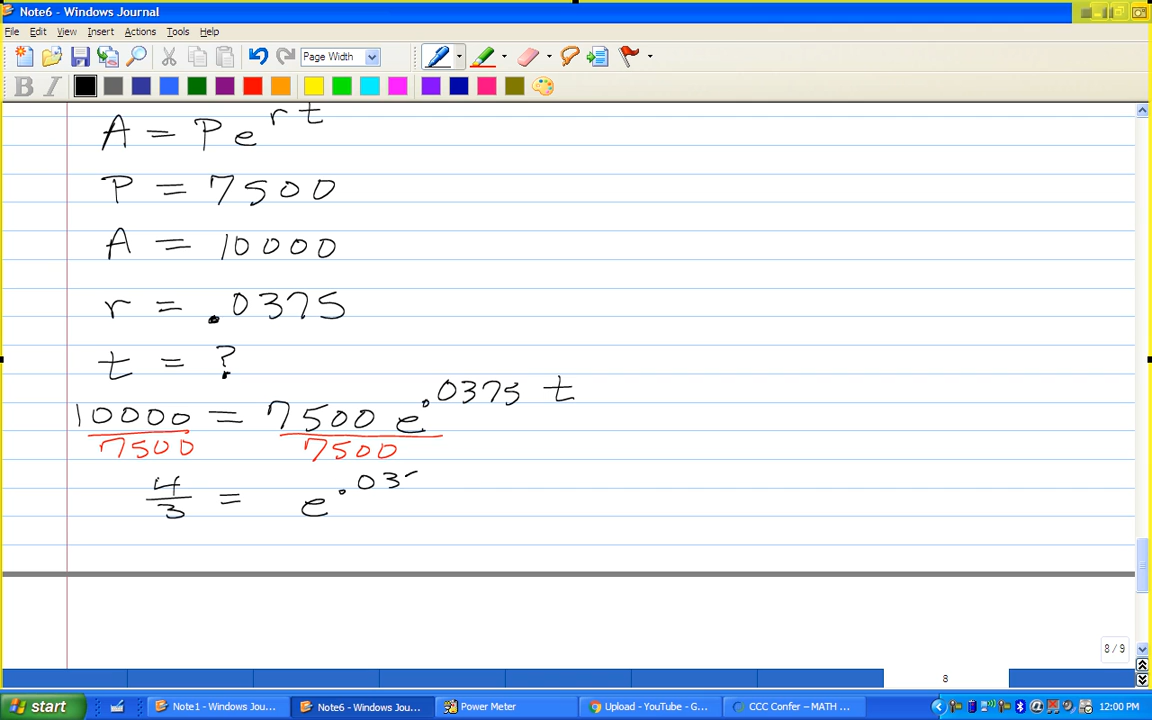 Note6 - Windows Journal
File Edit View Insert Actions Tools Help
Page Width
B I
A = Pe^rt
P = 7500
A = 10000
r = .0375
t = ?
10000 = 7500 e^.0375 t
7500 7500
4/3 = e^.03
8 / 9
8
start Note1 - Windows Jou... Note6 - Windows Jou... Power Meter Upload - YouTube - G... CCC Confer – MATH ... 12:00 PM